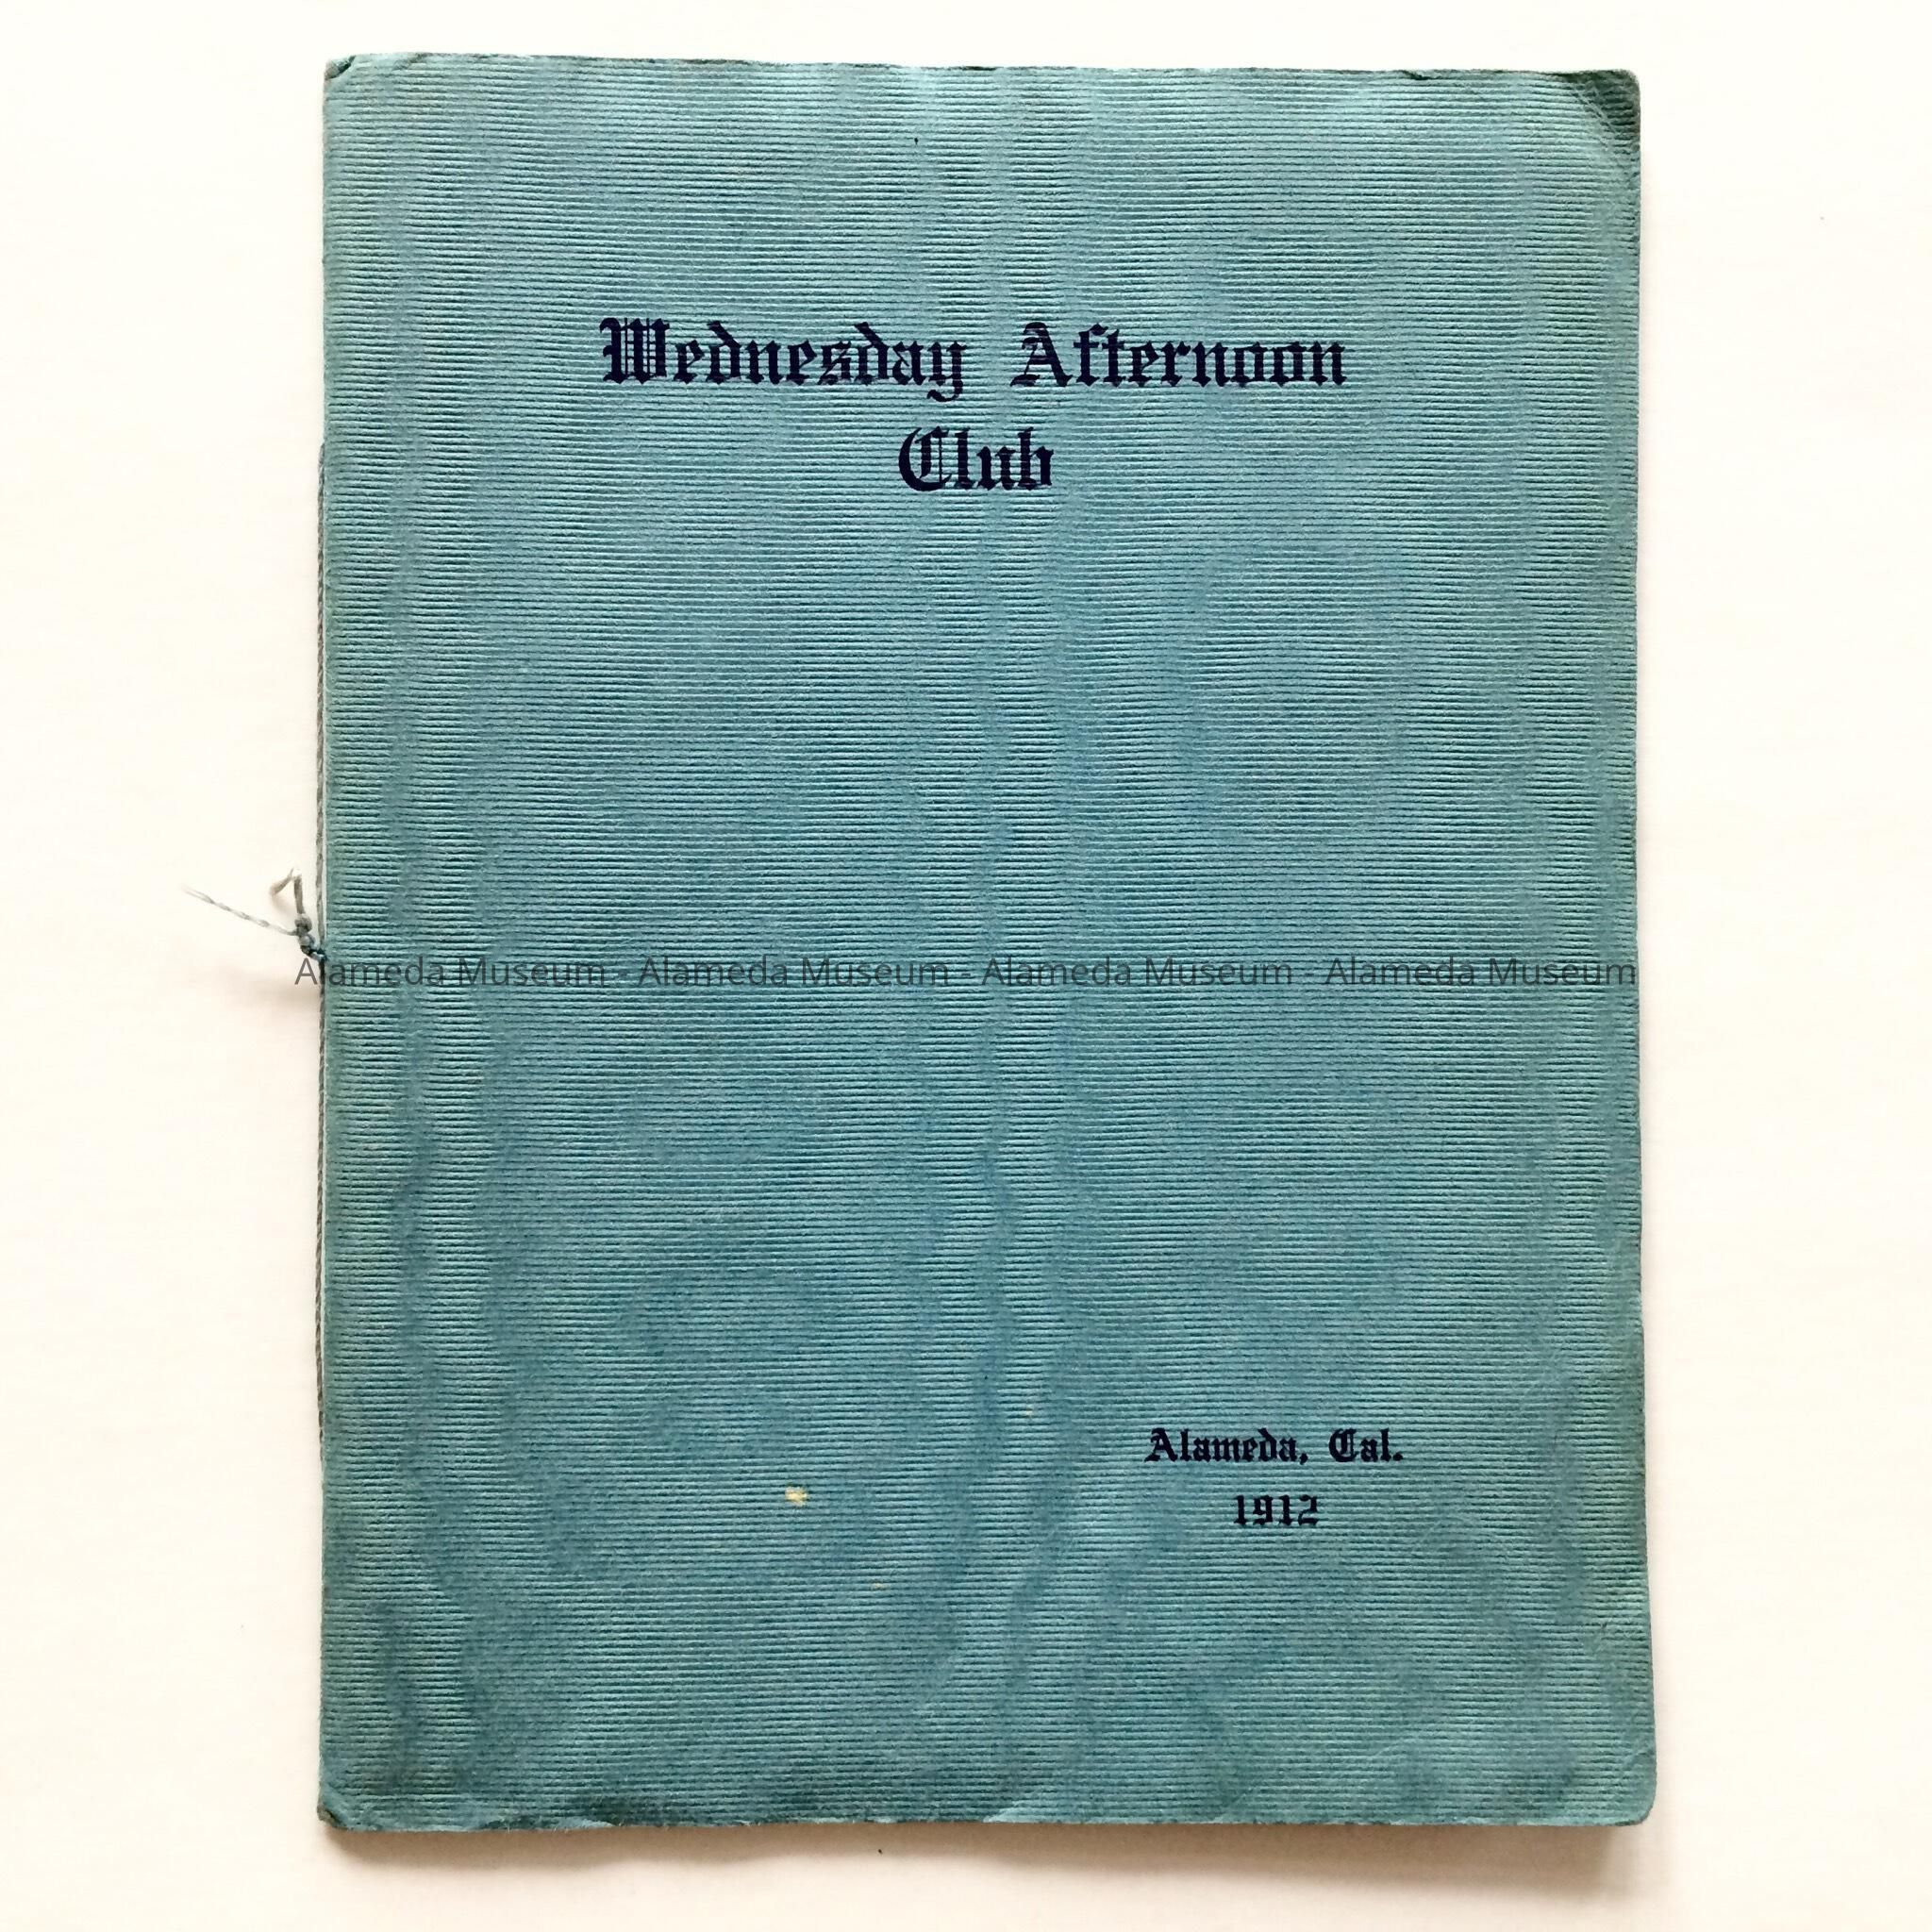 Wednesday Afternoon
Club
Alameda Museum - Alameda Museum - Alameda Museum - Alameda Museum
Alameda, Cal.
1912